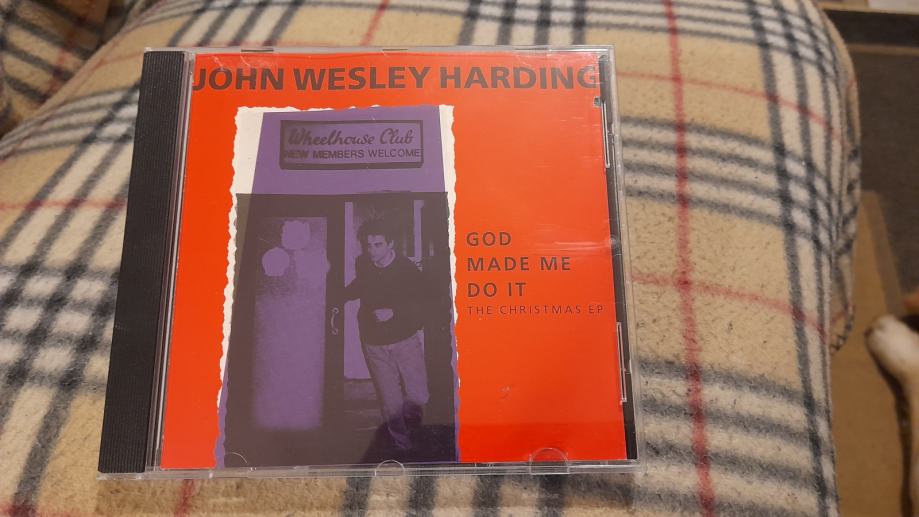 JOHN WESLEY HARDING
Wheelhouse Club
NEW MEMBERS WELCOME
GOD
MADE ME
DO IT
THE CHRISTMAS EP